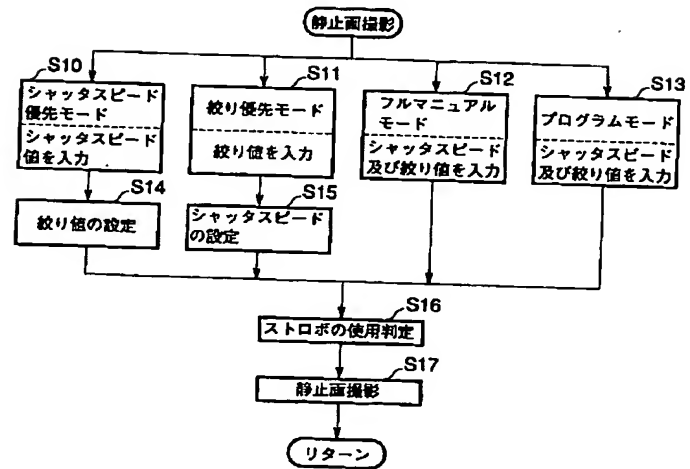 静止画撮影
S10
シャッタスピード
優先モード
シャッタスピード
値を入力
S11
絞り優先モード
絞り値を入力
S12
フルマニュアル
モード
シャッタスピード
及び絞り値を入力
S13
プログラムモード
シャッタスピード
及び絞り値を入力
S14
絞り値の設定
S15
シャッタスピード
の設定
S16
ストロボの使用判定
S17
静止画撮影
リターン